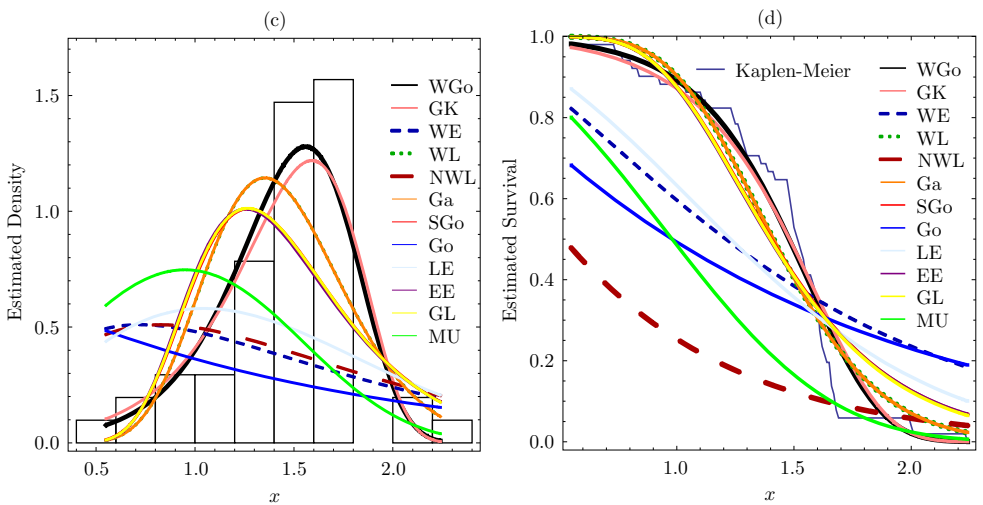 (c)
Estimated Density
1.5
1.0
0.5
0.0
0.5 1.0 1.5 2.0
x
WGo
GK
WE
WL
NWL
Ga
SGo
Go
LE
EE
GL
MU
(d)
Estimated Survival
1.0
0.8
0.6
0.4
0.2
0.0
1.0 1.5 2.0
x
Kaplen-Meier
WGo
GK
WE
WL
NWL
Ga
SGo
Go
LE
EE
GL
MU